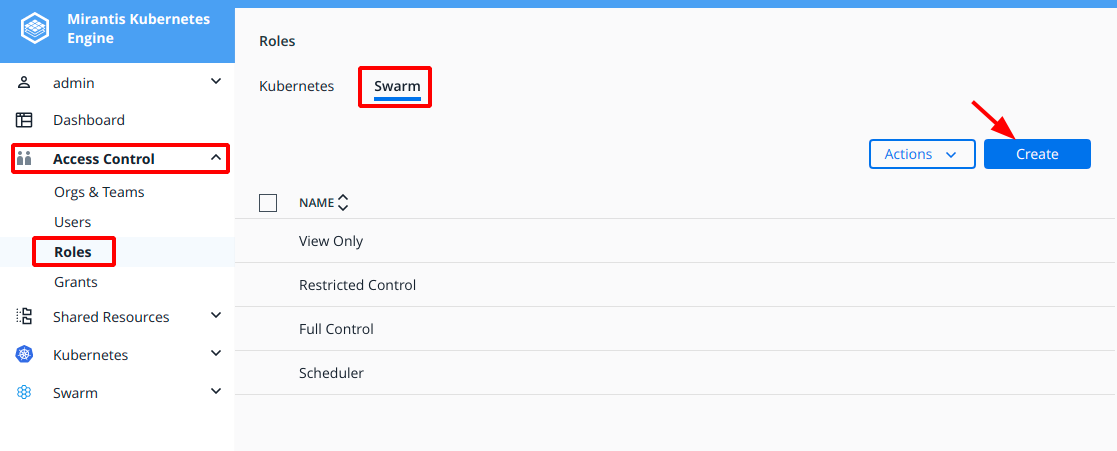 Mirantis Kubernetes
Engine
admin
Dashboard
Access Control
Orgs & Teams
Users
Roles
Grants
Shared Resources
Kubernetes
Swarm
Roles
Kubernetes
Swarm
Actions
Create
NAME
View Only
Restricted Control
Full Control
Scheduler